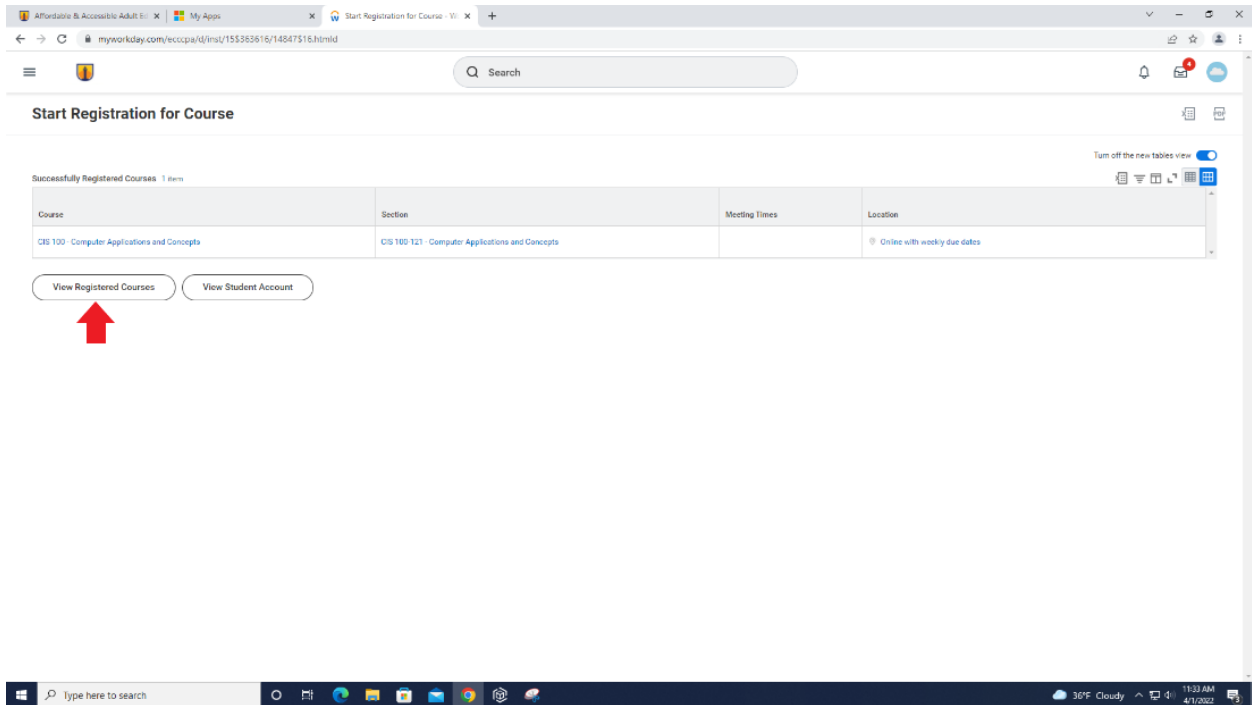 Affordable & Accessible Adult Ed
My Apps
Start Registration for Course - W
myworkday.com/ecccpa/d/inst/15$363616/14847$16.htmld
Search
4
Start Registration for Course
PDF
Turn off the new tables view
Successfully Registered Courses 1 item
Course Section Meeting Times Location
CIS 100 - Computer Applications and Concepts CIS 100-121 - Computer Applications and Concepts Online with weekly due dates
View Registered Courses View Student Account
Type here to search
36°F Cloudy
11:33 AM
4/1/2022